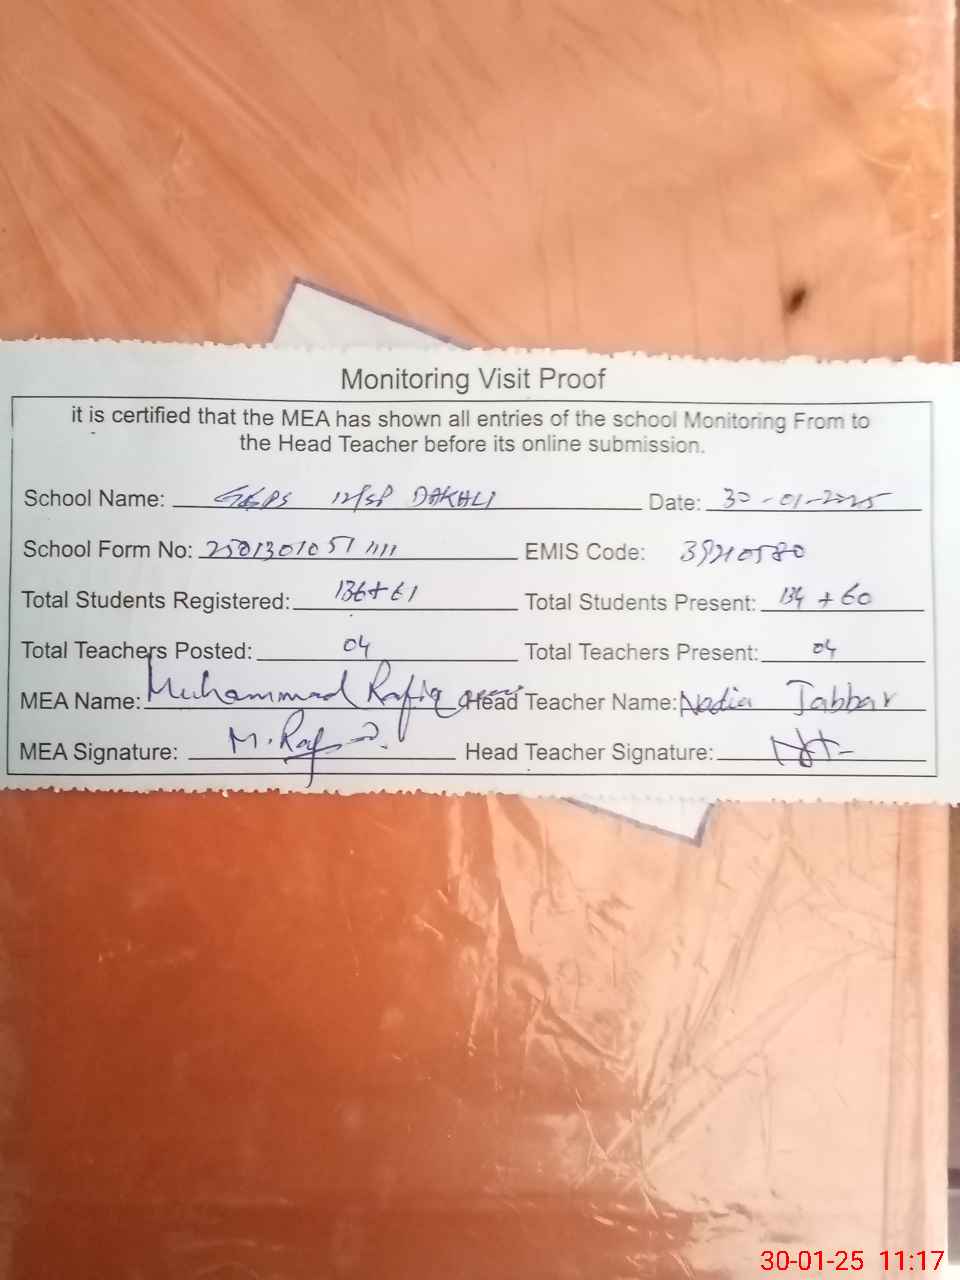 Monitoring Visit Proof
it is certified that the MEA has shown all entries of the school Monitoring From to
the Head Teacher before its online submission.
School Name: GGPS 12/SP DAKHLI Date: 30-01-2025
School Form No: 2501301051 EMIS Code: 39210580
Total Students Registered: 136+61 Total Students Present: 134 + 60
Total Teachers Posted: 04 Total Teachers Present: 04
MEA Name: Muhammad Rafiq Head Teacher Name: Nadia Jabbar
MEA Signature: M. Raf Head Teacher Signature:
30-01-25 11:17